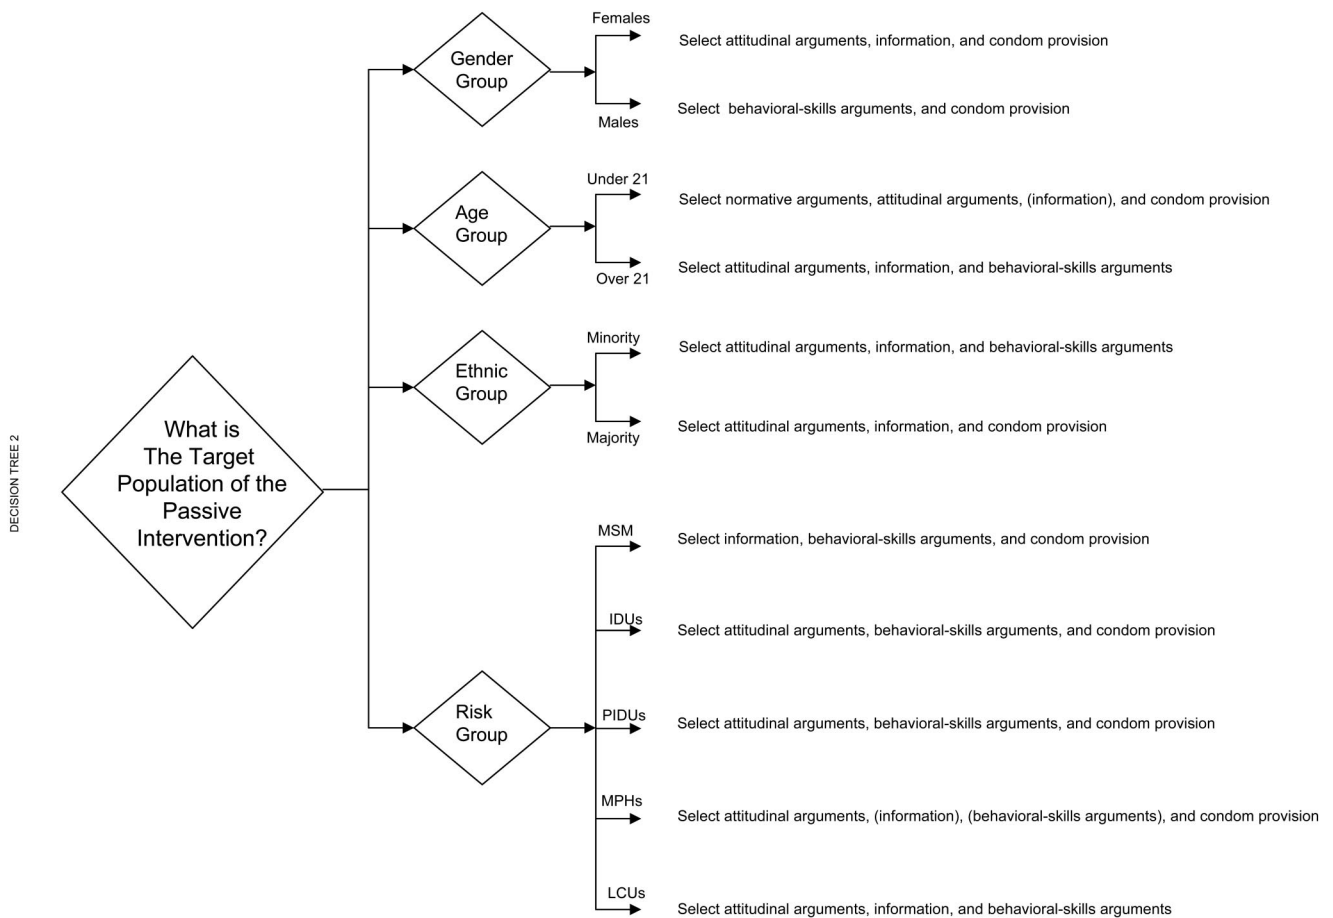 DECISION TREE 2
What is
The Target
Population of the
Passive
Intervention?
Gender
Group
Females
Select attitudinal arguments, information, and condom provision
Select  behavioral-skills arguments, and condom provision
Males
Age
Group
Under 21
Select normative arguments, attitudinal arguments, (information), and condom provision
Select attitudinal arguments, information, and behavioral-skills arguments
Over 21
Ethnic
Group
Minority
Select attitudinal arguments, information, and behavioral-skills arguments
Select attitudinal arguments, information, and condom provision
Majority
Risk
Group
MSM
Select information, behavioral-skills arguments, and condom provision
IDUs
Select attitudinal arguments, behavioral-skills arguments, and condom provision
PIDUs
Select attitudinal arguments, behavioral-skills arguments, and condom provision
MPHs
Select attitudinal arguments, (information), (behavioral-skills arguments), and condom provision
LCUs
Select attitudinal arguments, information, and behavioral-skills arguments